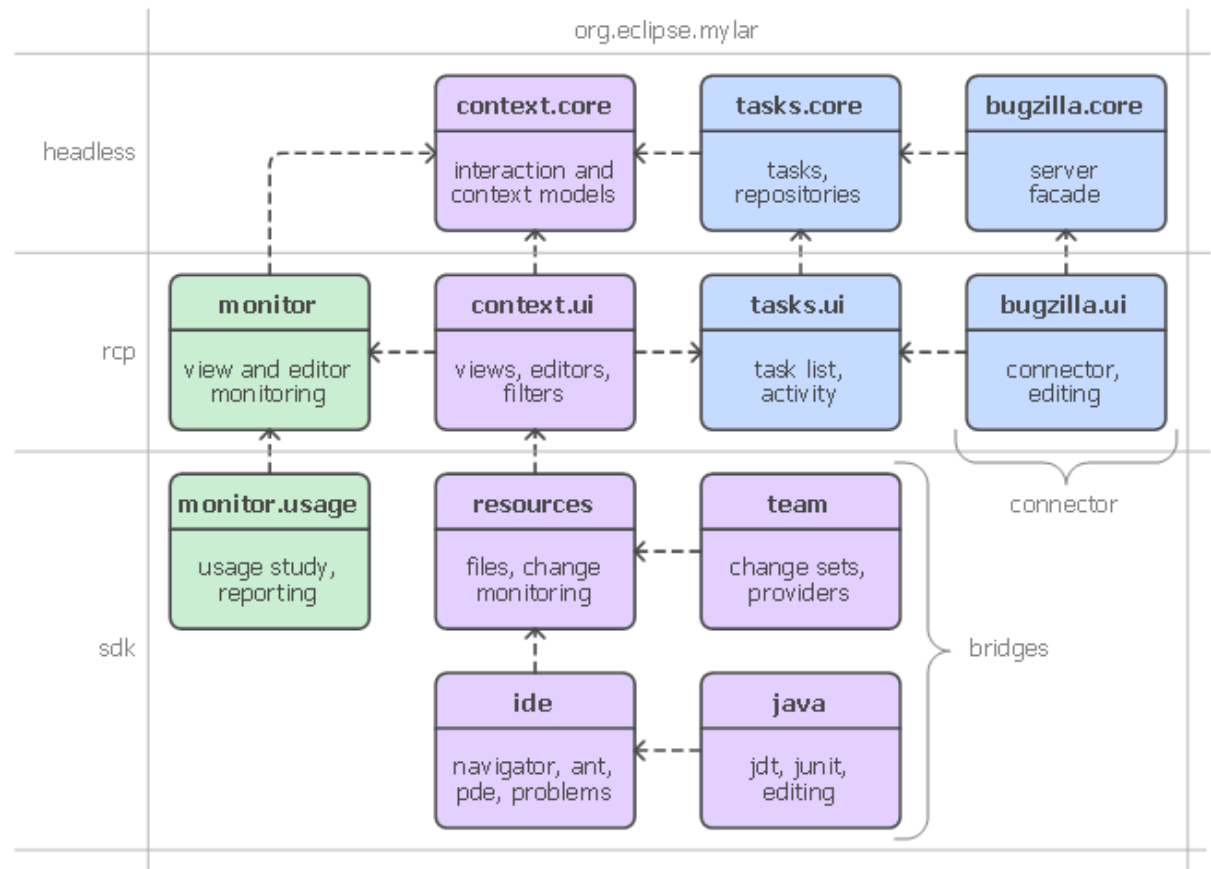 org.eclipse.mylar
headless
context.core
interaction and
context models
tasks.core
tasks,
repositories
bugzilla.core
server
facade
rcp
monitor
view and editor
monitoring
context.ui
views, editors,
filters
tasks.ui
task list,
activity
bugzilla.ui
connector,
editing
connector
sdk
monitor.usage
usage study,
reporting
resources
files, change
monitoring
team
change sets,
providers
bridges
ide
navigator, ant,
pde, problems
java
jdt, junit,
editing